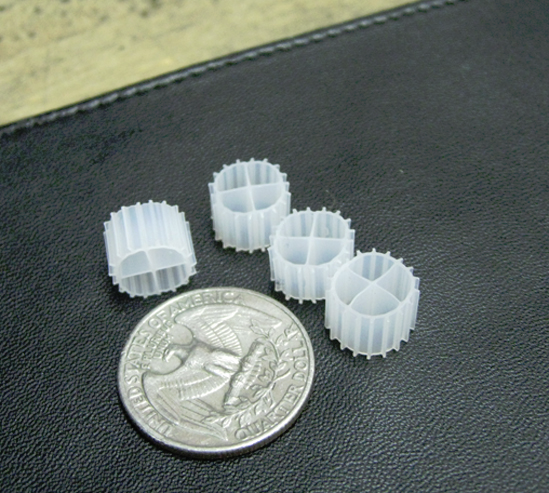 UNITED STATES OF AMERICA
QUARTER DOLLAR